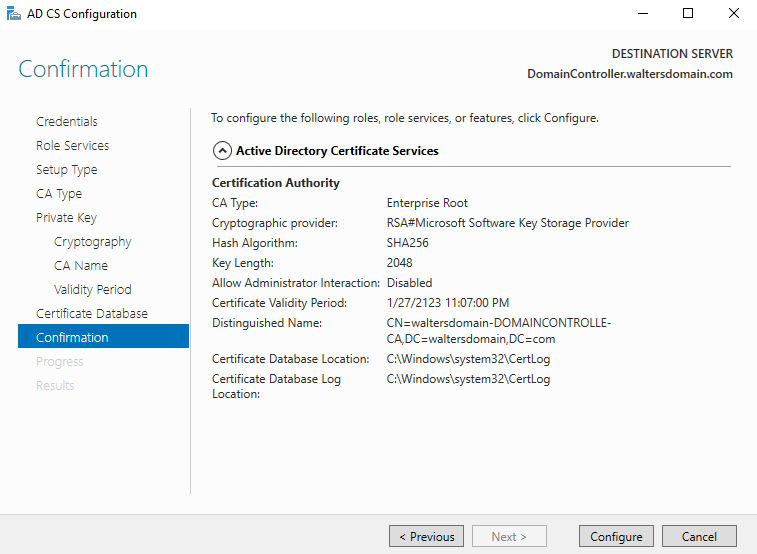 AD CS Configuration
Confirmation
DESTINATION SERVER
DomainController.waltersdomain.com
Credentials
Role Services
Setup Type
CA Type
Private Key
Cryptography
CA Name
Validity Period
Certificate Database
Confirmation
Progress
Results
To configure the following roles, role services, or features, click Configure.
Active Directory Certificate Services
Certification Authority
CA Type: Enterprise Root
Cryptographic provider: RSA#Microsoft Software Key Storage Provider
Hash Algorithm: SHA256
Key Length: 2048
Allow Administrator Interaction: Disabled
Certificate Validity Period: 1/27/2123 11:07:00 PM
Distinguished Name: CN=waltersdomain-DOMAINCONTROLLE-
CA,DC=waltersdomain,DC=com
Certificate Database Location: C:\Windows\system32\CertLog
Certificate Database Log C:\Windows\system32\CertLog
Location:
< Previous
Next >
Configure
Cancel